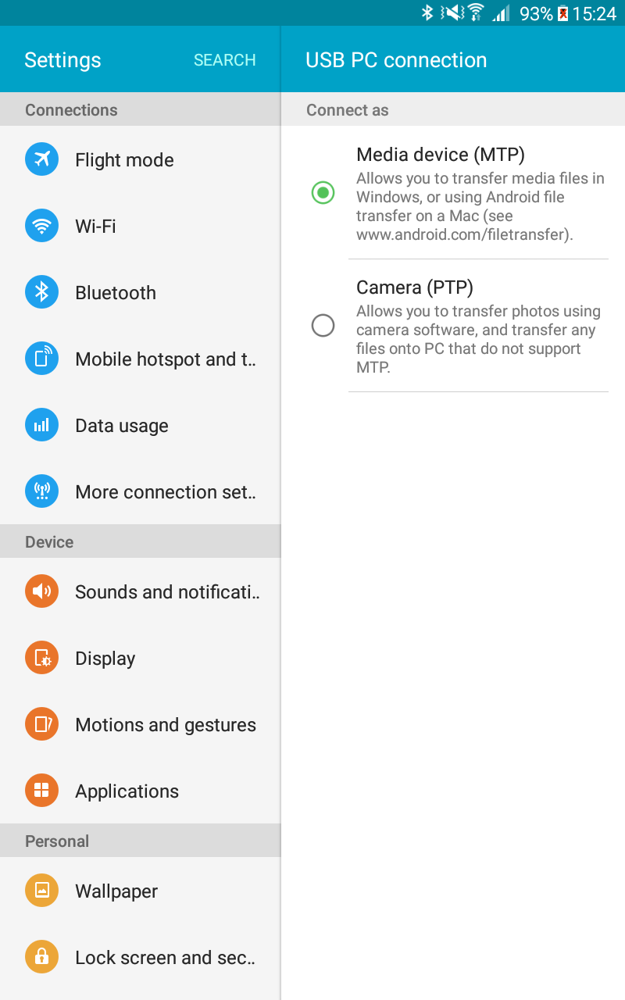 93% 15:24
Settings
SEARCH
USB PC connection
Connections
Flight mode
Wi-Fi
Bluetooth
Mobile hotspot and t..
Data usage
More connection set..
Device
Sounds and notificati..
Display
Motions and gestures
Applications
Personal
Wallpaper
Lock screen and sec..
Connect as
Media device (MTP)
Allows you to transfer media files in
Windows, or using Android file
transfer on a Mac (see
www.android.com/filetransfer).
Camera (PTP)
Allows you to transfer photos using
camera software, and transfer any
files onto PC that do not support
MTP.